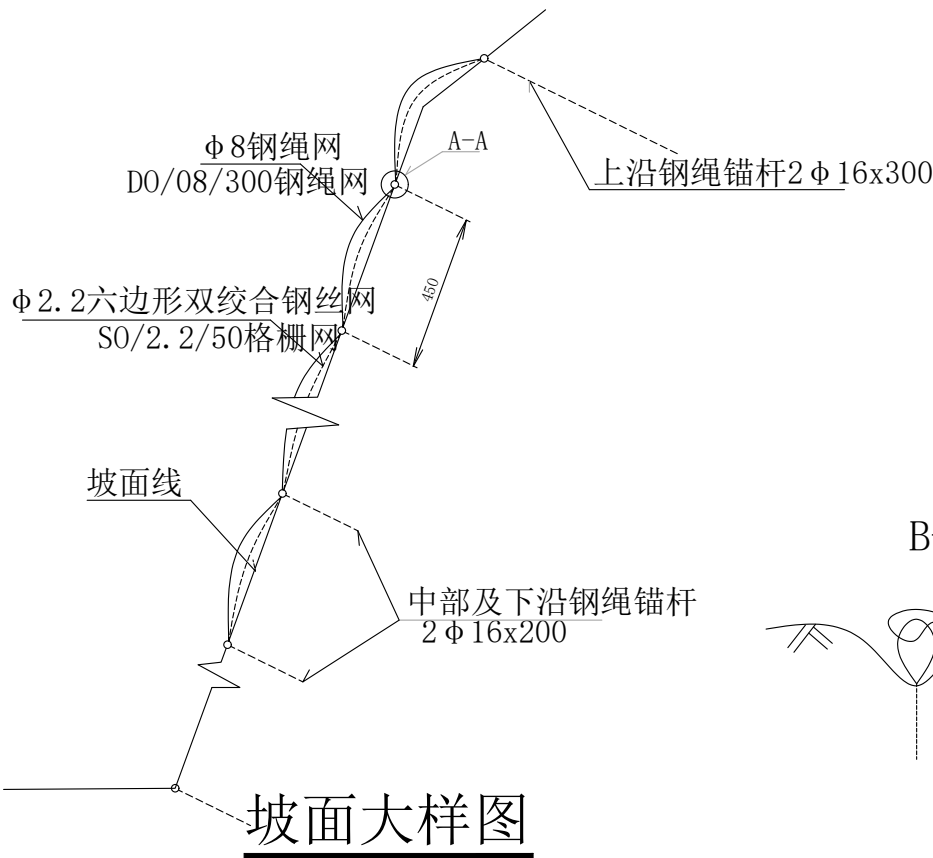 φ8钢绳网
A-A
DO/08/300钢绳网
上沿钢绳锚杆2φ16x300
450
φ2.2六边形双绞合钢丝网
SO/2.2/50格栅网
坡面线
B
中部及下沿钢绳锚杆
2φ16x200
坡面大样图